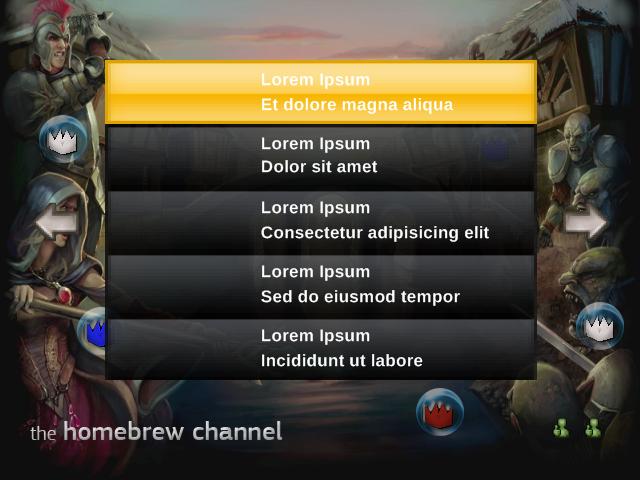 Lorem Ipsum
Et dolore magna aliqua
Lorem Ipsum
Dolor sit amet
Lorem Ipsum
Consectetur adipisicing elit
Lorem Ipsum
Sed do eiusmod tempor
Lorem Ipsum
Incididunt ut labore
the homebrew channel